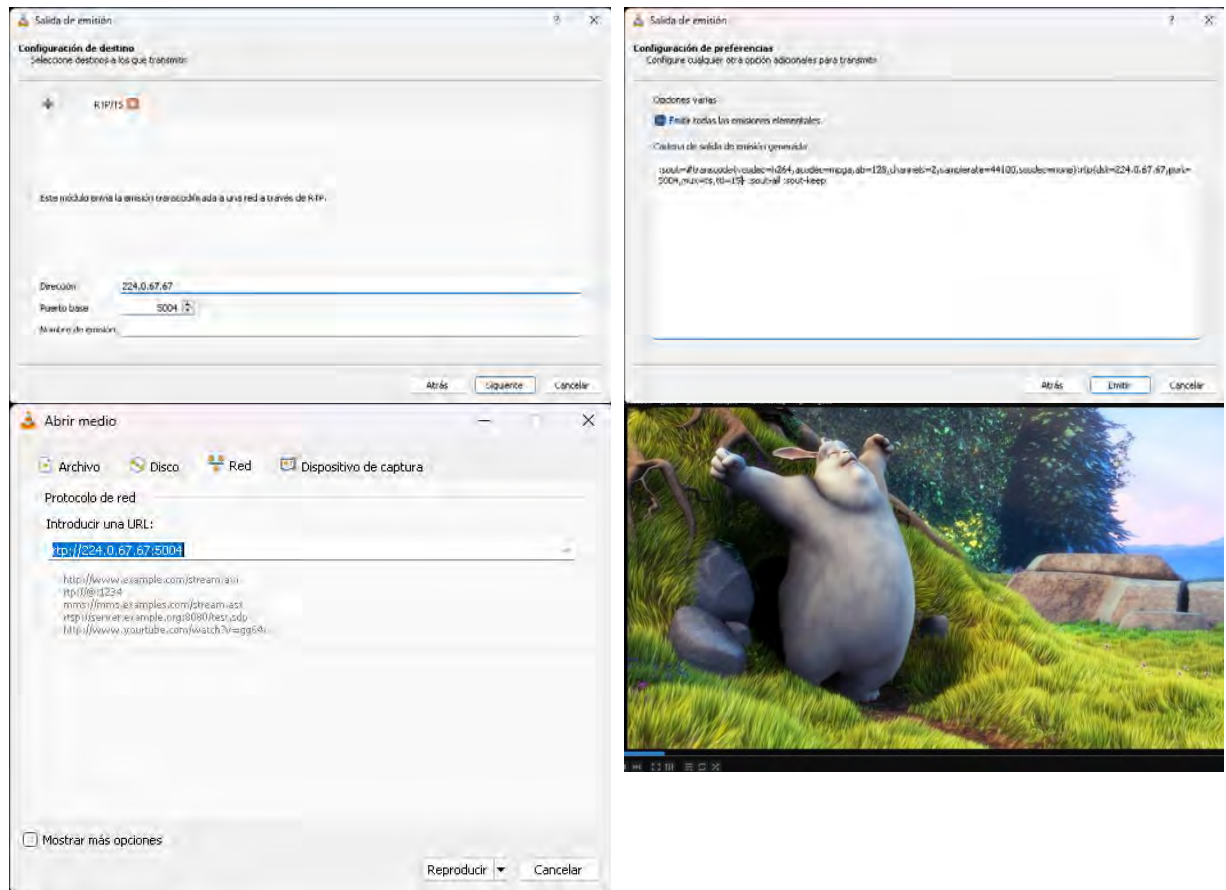 Salida de emisión
Configuración de destino
Seleccione destinos a los que transmitir
RTP/TS
Este módulo envía la emisión transcodificada a una red a través de RTP.
Dirección 224.0.67.67
Puerto base 5004
Nombre de emisión
Atrás Siguiente Cancelar
Salida de emisión
Configuración de preferencias
Configure cualquier otra opción adicionales para transmitir
Opciones varias
Emitir todas las emisiones elementales
Cadena de salida de emisión generada
:sout=#transcode{vcodec=h264,acodec=mpga,ab=128,channels=2,samplerate=44100,scodec=none}:rtp{dst=224.0.67.67,port=
5004,mux=ts,ttl=15} :sout-all :sout-keep
Atrás Emitir Cancelar
Abrir medio
Archivo Disco Red Dispositivo de captura
Protocolo de red
Introducir una URL:
rtp://224.0.67.67:5004
http://www.example.com/stream.avi
rtp://@:1234
mms://mms.examples.com/stream.asx
rtsp://server.example.org:8080/test.sdp
http://www.yourtube.com/watch?v=gg64x
Mostrar más opciones
Reproducir Cancelar